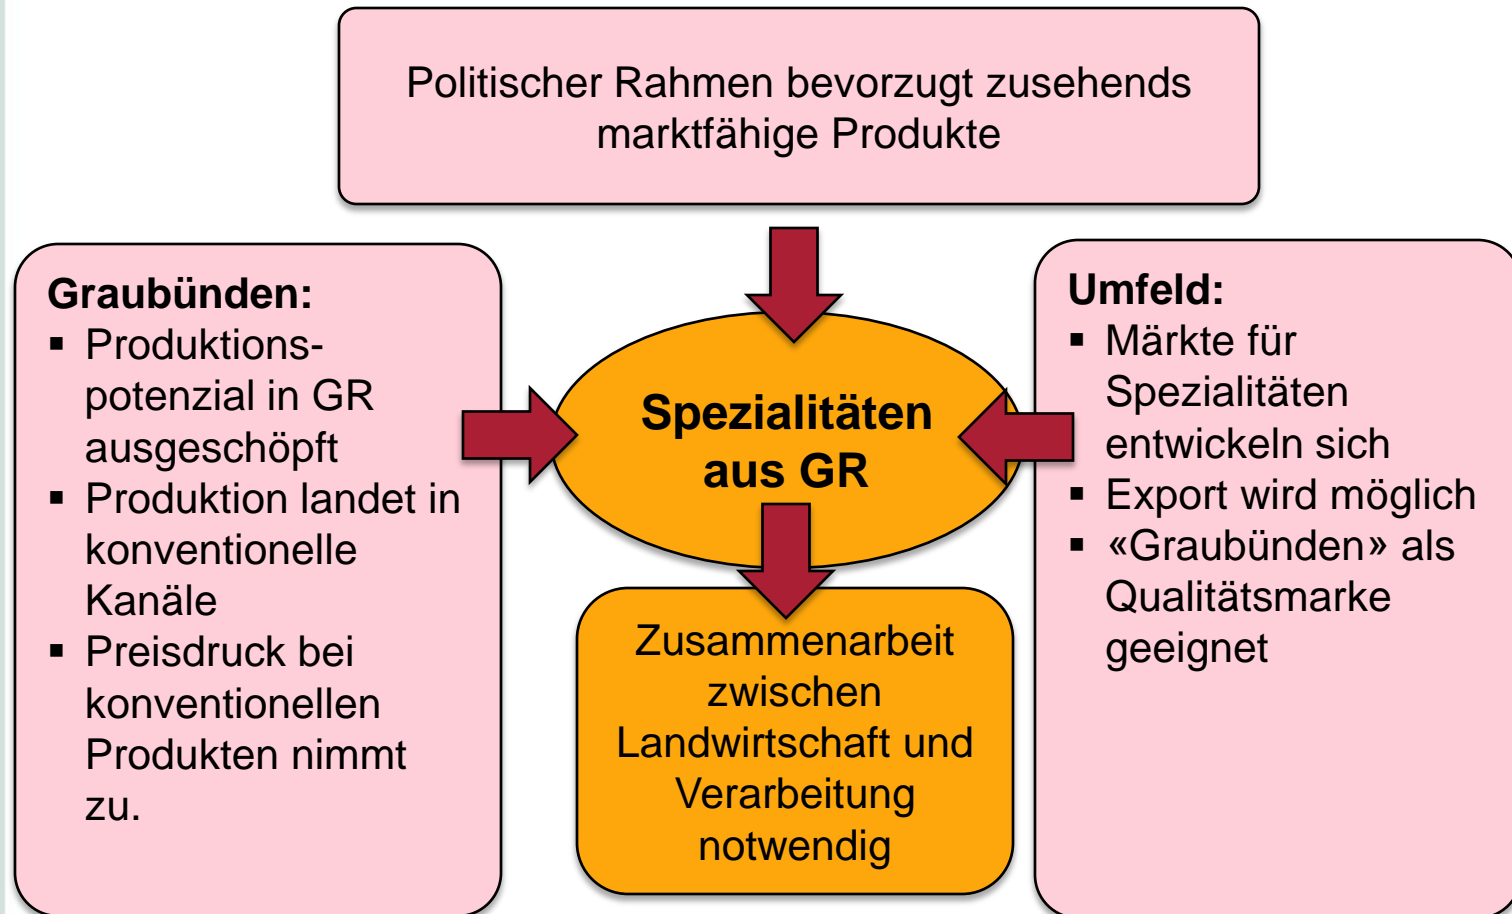 Politischer Rahmen bevorzugt zusehends
marktfähige Produkte
Graubünden:
▪ Produktions-
potenzial in GR
ausgeschöpft
▪ Produktion landet in
konventionelle
Kanäle
▪ Preisdruck bei
konventionellen
Produkten nimmt
zu.
Spezialitäten
aus GR
Zusammenarbeit
zwischen
Landwirtschaft und
Verarbeitung
notwendig
Umfeld:
▪ Märkte für
Spezialitäten
entwickeln sich
▪ Export wird möglich
▪ «Graubünden» als
Qualitätsmarke
geeignet